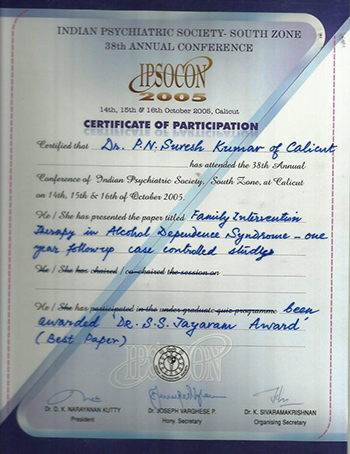 INDIAN PSYCHIATRIC SOCIETY- SOUTH ZONE
38th ANNUAL CONFERENCE
IPSOCON
2005
14th, 15th & 16th October 2005, Calicut
CERTIFICATE OF PARTICIPATION
Certified that Dr. P.N. Suresh Kumar of Calicut
has attended the 38th Annual
Conference of Indian Psychiatric Society, South Zone, at Calicut
on 14th, 15th & 16th of October 2005.
He / She has presented the paper titled Family Intervention
Therapy in Alcohol Dependence Syndrome - one
year follow-up case controlled study.
He / She has chaired / co-chaired the session on
He / She has participated in the under graduate quiz programme been
awarded 'DR. S.S. Jayaram Award'
(Best Paper)
IPSOCON
Dr. O. K. NARAYANAN KUTTY
President
Dr. JOSEPH VARGHESE P.
Hony. Secretary
Dr. K. SIVARAMAKRISHNAN
Organising Secretary